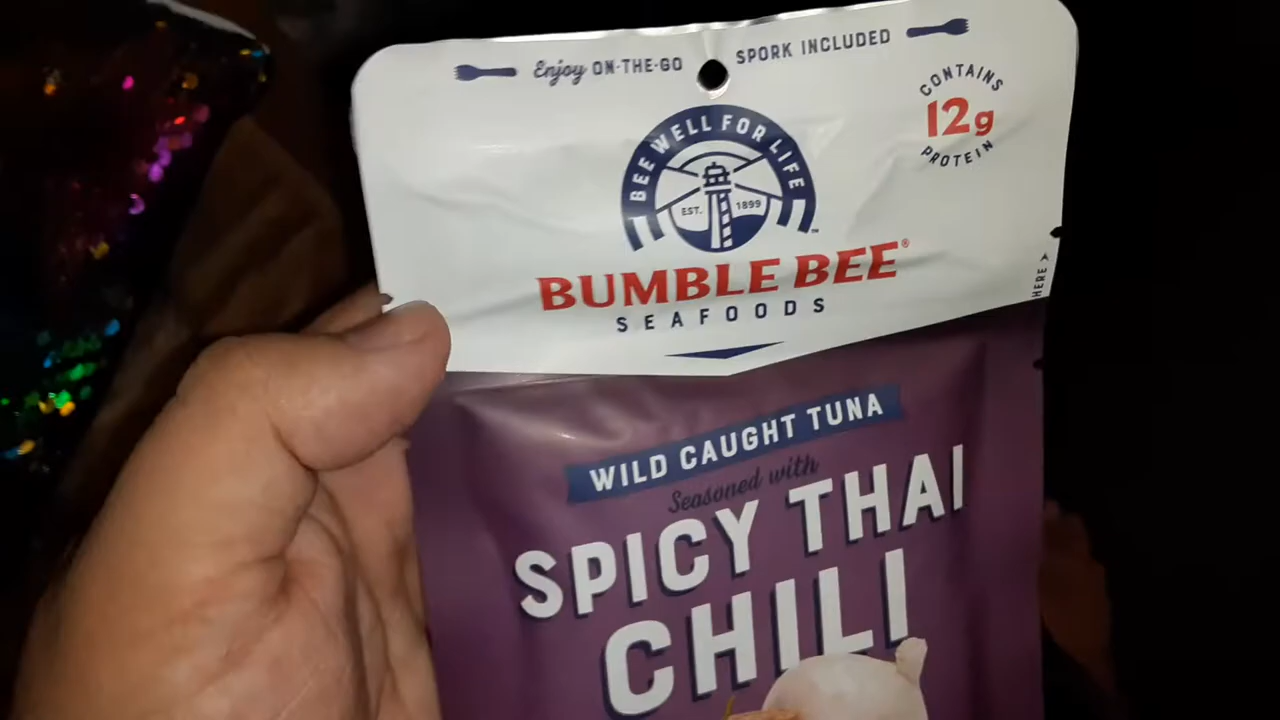 Enjoy ON-THE-GO
SPORK INCLUDED
CONTAINS
12g
PROTEIN
BEE WELL FOR LIFE
EST. 1899
™
BUMBLE BEE®
SEAFOODS
HERE
WILD CAUGHT TUNA
Seasoned with
SPICY THAI
CHILI